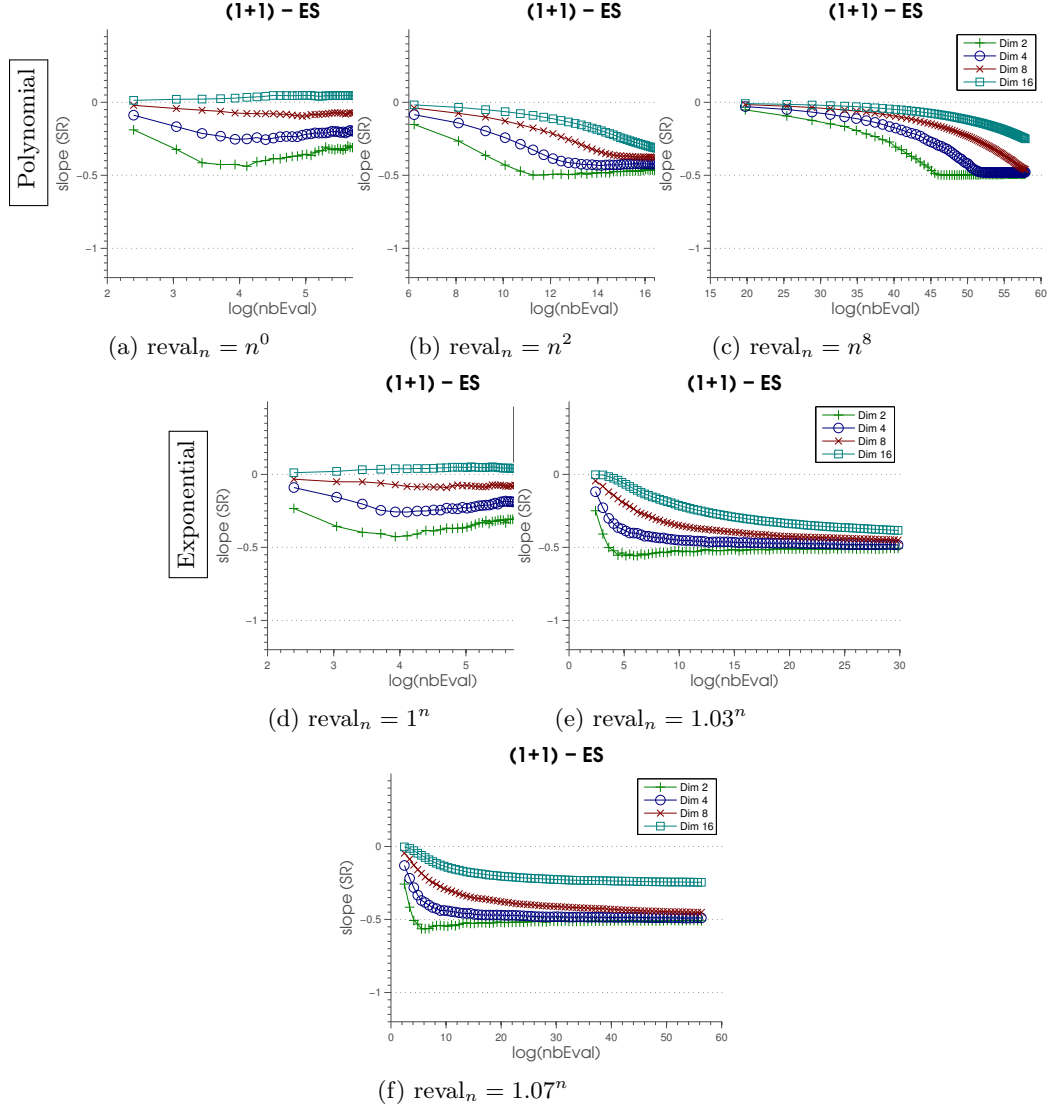 (1+1) – ES
(1+1) – ES
(1+1) – ES
Polynomial
slope (SR)
0
−0.5
−1
2
3
4
5
log(nbEval)
(a) reval_n = n^0
slope (SR)
0
−0.5
−1
6
8
10
12
14
16
log(nbEval)
(b) reval_n = n^2
Dim 2
Dim 4
Dim 8
Dim 16
slope (SR)
0
−0.5
−1
15
20
25
30
35
40
45
50
55
60
log(nbEval)
(c) reval_n = n^8
(1+1) – ES
(1+1) – ES
Exponential
slope (SR)
0
−0.5
−1
2
3
4
5
log(nbEval)
(d) reval_n = 1^n
Dim 2
Dim 4
Dim 8
Dim 16
slope (SR)
0
−0.5
−1
0
5
10
15
20
25
30
log(nbEval)
(e) reval_n = 1.03^n
(1+1) – ES
Dim 2
Dim 4
Dim 8
Dim 16
slope (SR)
0
−0.5
−1
0
10
20
30
40
50
60
log(nbEval)
(f) reval_n = 1.07^n